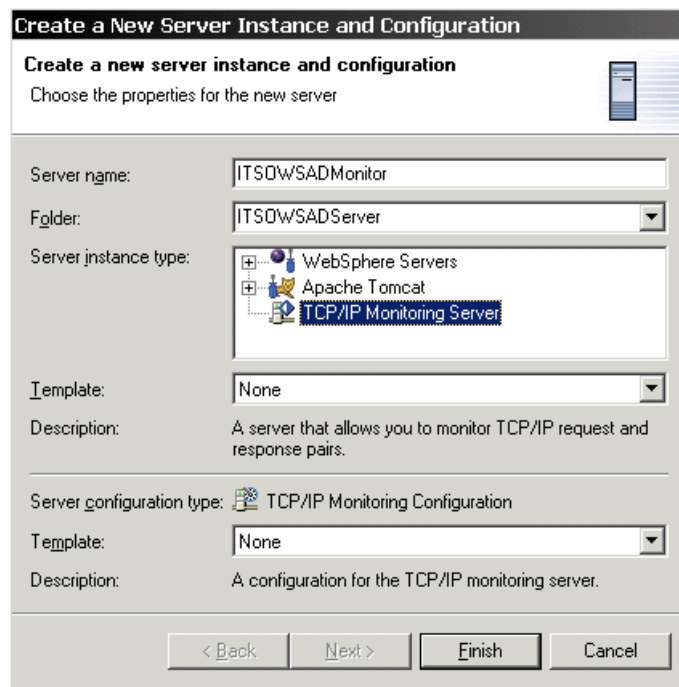 Create a New Server Instance and Configuration
Create a new server instance and configuration
Choose the properties for the new server
Server name: ITSOWSADMonitor
Folder: ITSOWSADServer
Server instance type: WebSphere Servers
Apache Tomcat
TCP/IP Monitoring Server
Template: None
Description: A server that allows you to monitor TCP/IP request and
response pairs.
Server configuration type: TCP/IP Monitoring Configuration
Template: None
Description: A configuration for the TCP/IP monitoring server.
< Back Next > Finish Cancel